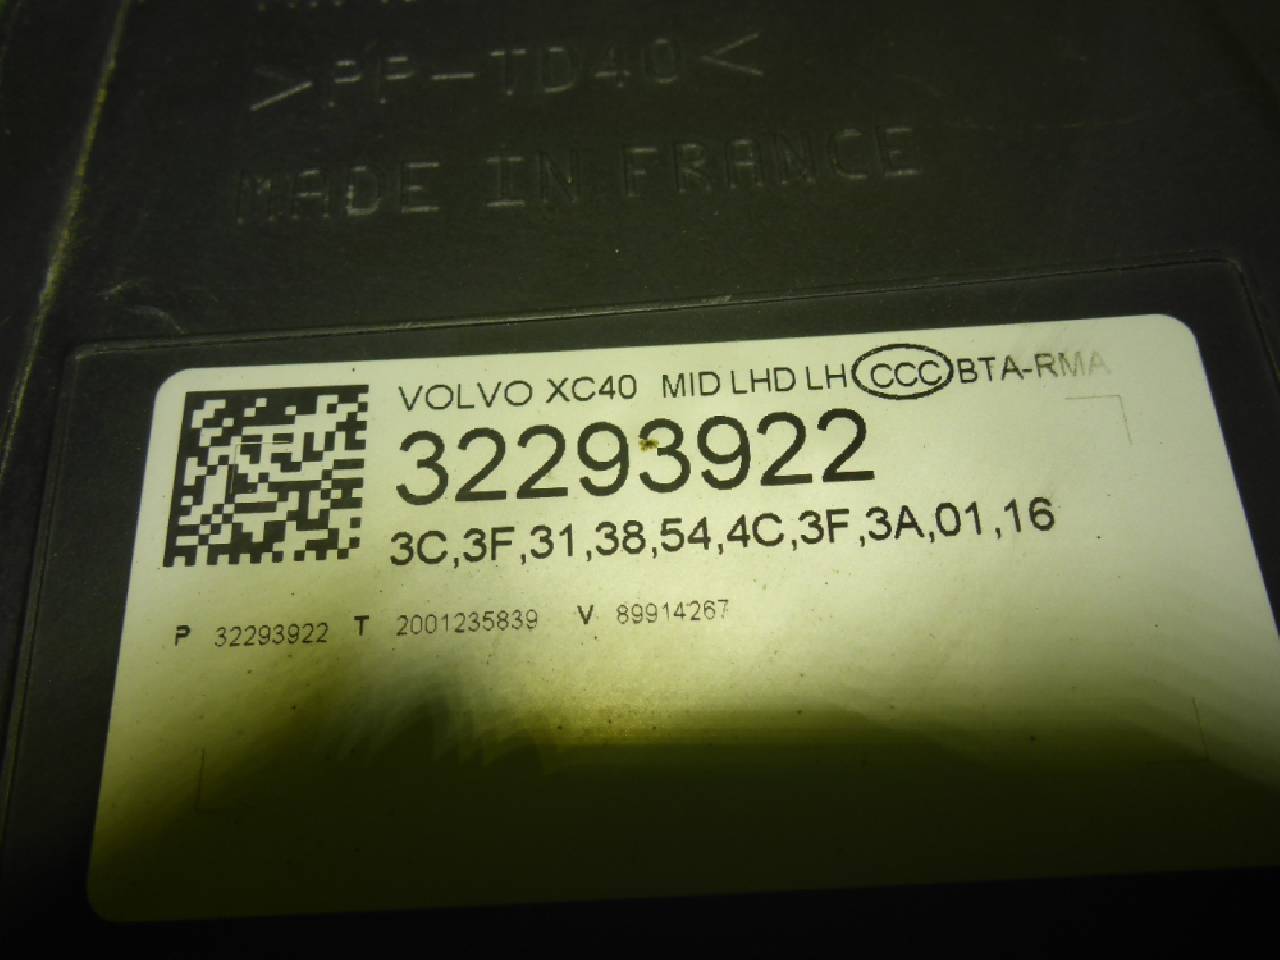 >PP-TD40<
MADE IN FRANCE
VOLVO XC40 MID LHD LH CCC BTA-RMA
32293922
3C,3F,31,38,54,4C,3F,3A,01,16
P 32293922 T 2001235839 V 89914267